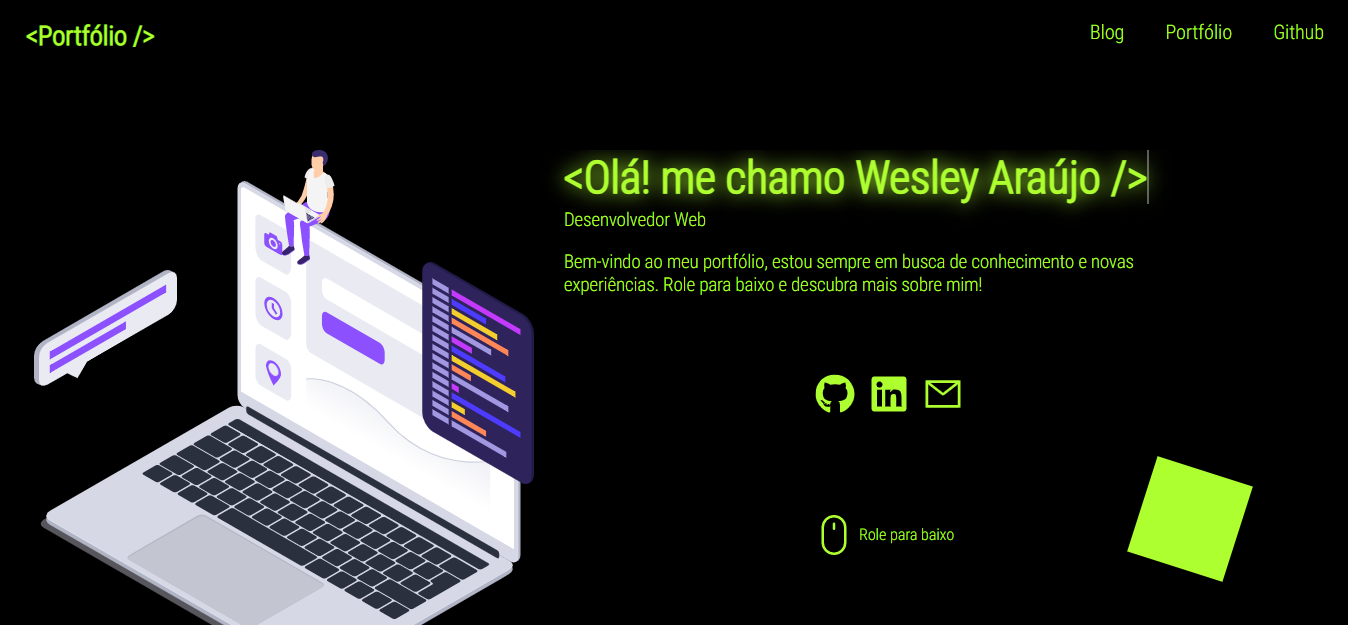 <Portfólio />
Blog Portfólio Github
<Olá! me chamo Wesley Araújo />
Desenvolvedor Web
Bem-vindo ao meu portfólio, estou sempre em busca de conhecimento e novas
experiências. Role para baixo e descubra mais sobre mim!
in
Role para baixo